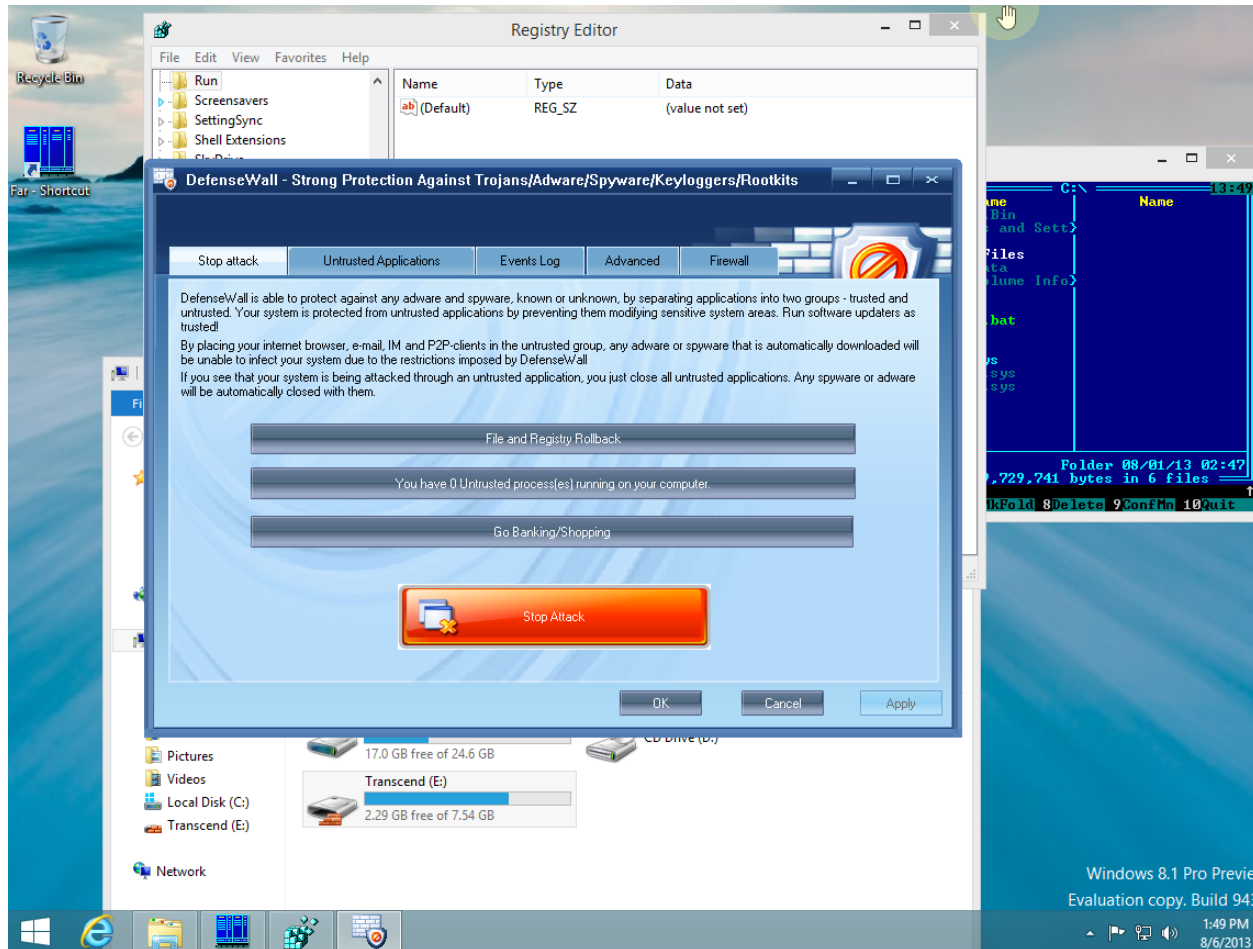 Recycle Bin
Far - Shortcut
Registry Editor
File Edit View Favorites Help
Run
Screensavers
SettingSync
Shell Extensions
SkyDrive
Name Type Data
(Default) REG_SZ (value not set)
DefenseWall - Strong Protection Against Trojans/Adware/Spyware/Keyloggers/Rootkits
Stop attack Untrusted Applications Events Log Advanced Firewall
DefenseWall is able to protect against any adware and spyware, known or unknown, by separating applications into two groups - trusted and
untrusted. Your system is protected from untrusted applications by preventing them modifying sensitive system areas. Run software updaters as
trusted!
By placing your internet browser, e-mail, IM and P2P-clients in the untrusted group, any adware or spyware that is automatically downloaded will
be unable to infect your system due to the restrictions imposed by DefenseWall
If you see that your system is being attacked through an untrusted application, you just close all untrusted applications. Any spyware or adware
will be automatically closed with them.
File and Registry Rollback
You have 0 Untrusted process(es) running on your computer.
Go Banking/Shopping
Stop Attack
OK Cancel Apply
C:\ 13:49
ame Name
Bin
s and Sett}
Files
ata
lume Info}
bat
ys
sys
sys
Folder 08/01/13 02:47
,729,741 bytes in 6 files
MkFold 8Delete 9ConfMn 10Quit
Fi
Pictures
Videos
Local Disk (C:)
Transcend (E:)
Network
17.0 GB free of 24.6 GB
CD Drive (D:)
Transcend (E:)
2.29 GB free of 7.54 GB
Windows 8.1 Pro Previe
Evaluation copy. Build 943
1:49 PM
8/6/2013